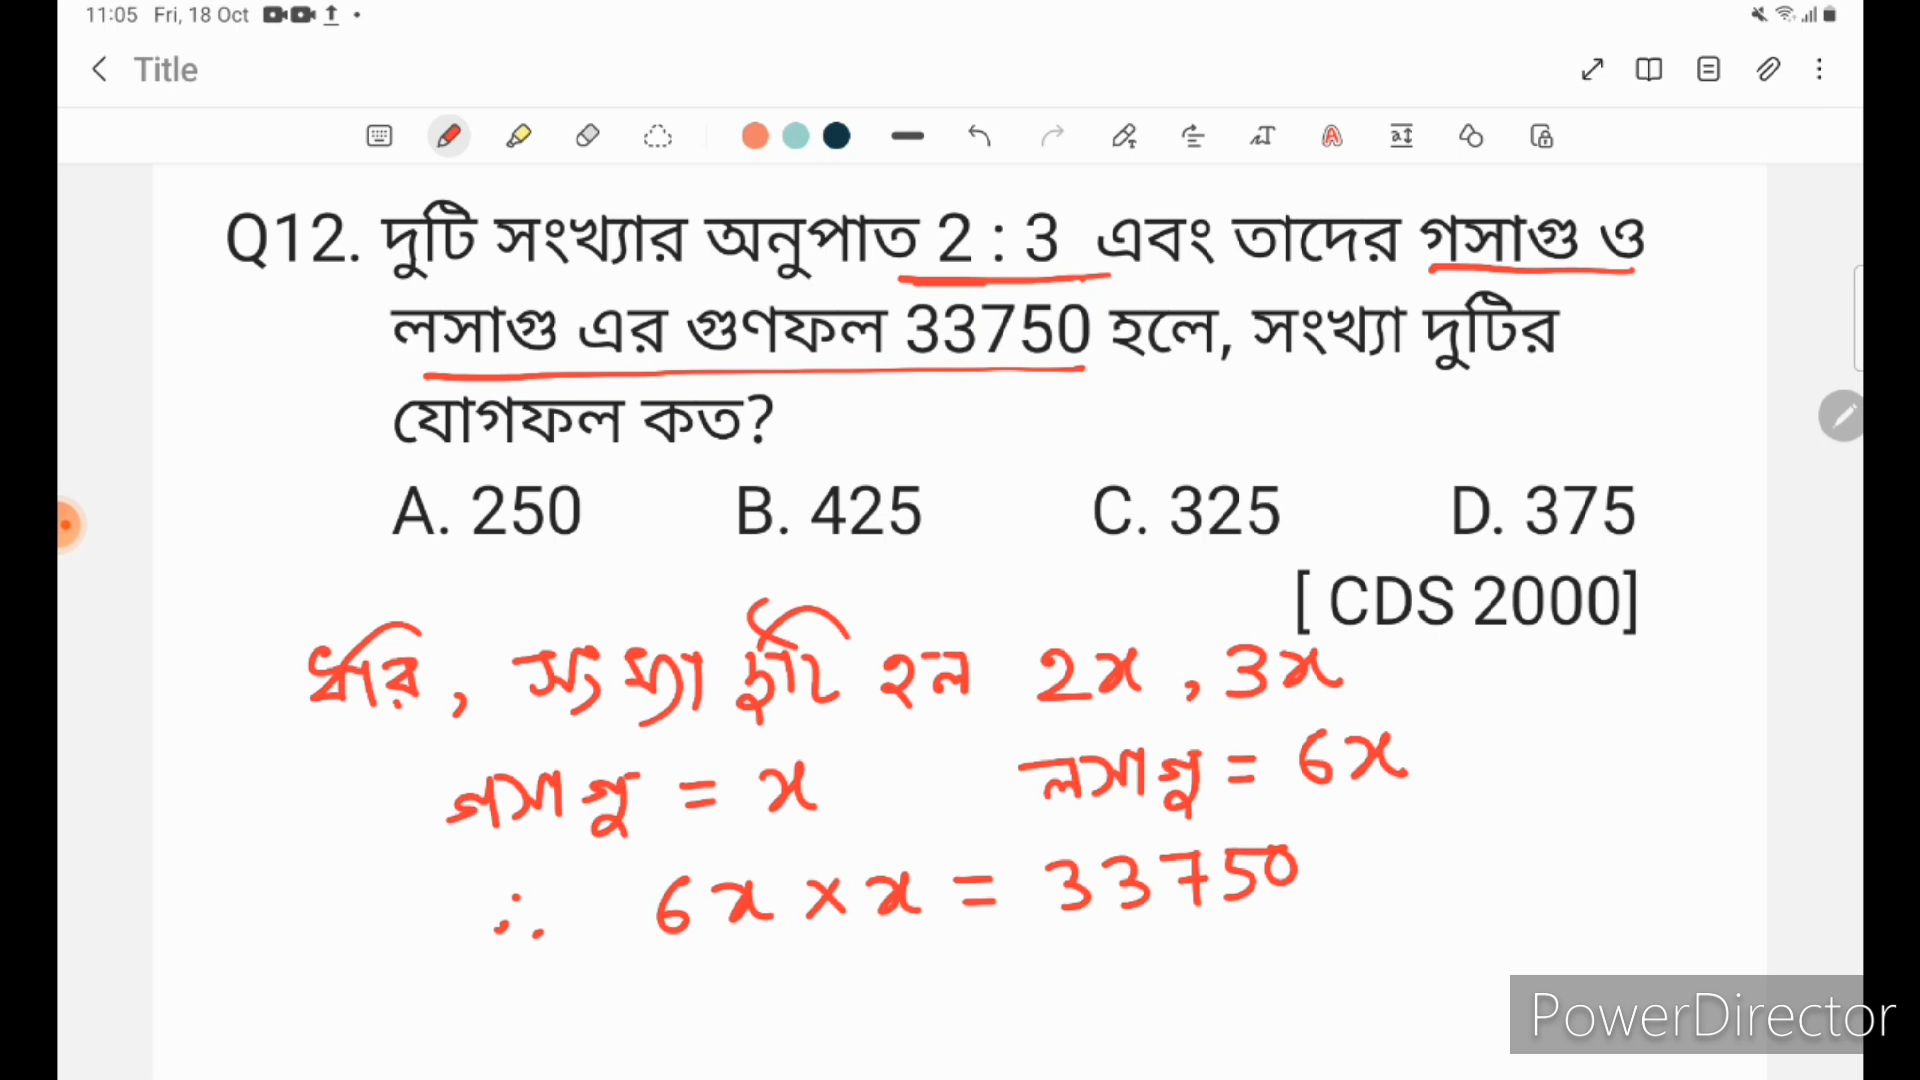 11:05 Fri, 18 Oct
Title
Q12. দুটি সংখ্যার অনুপাত 2 : 3 এবং তাদের গসাগু ও
লসাগু এর গুণফল 33750 হলে, সংখ্যা দুটির
যোগফল কত?
A. 250 B. 425 C. 325 D. 375
[ CDS 2000]
ধরি, সংখ্যা দুটি হল 2x , 3x
গসাগু = x লসাগু = 6x
∴ 6x × x = 33750
PowerDirector